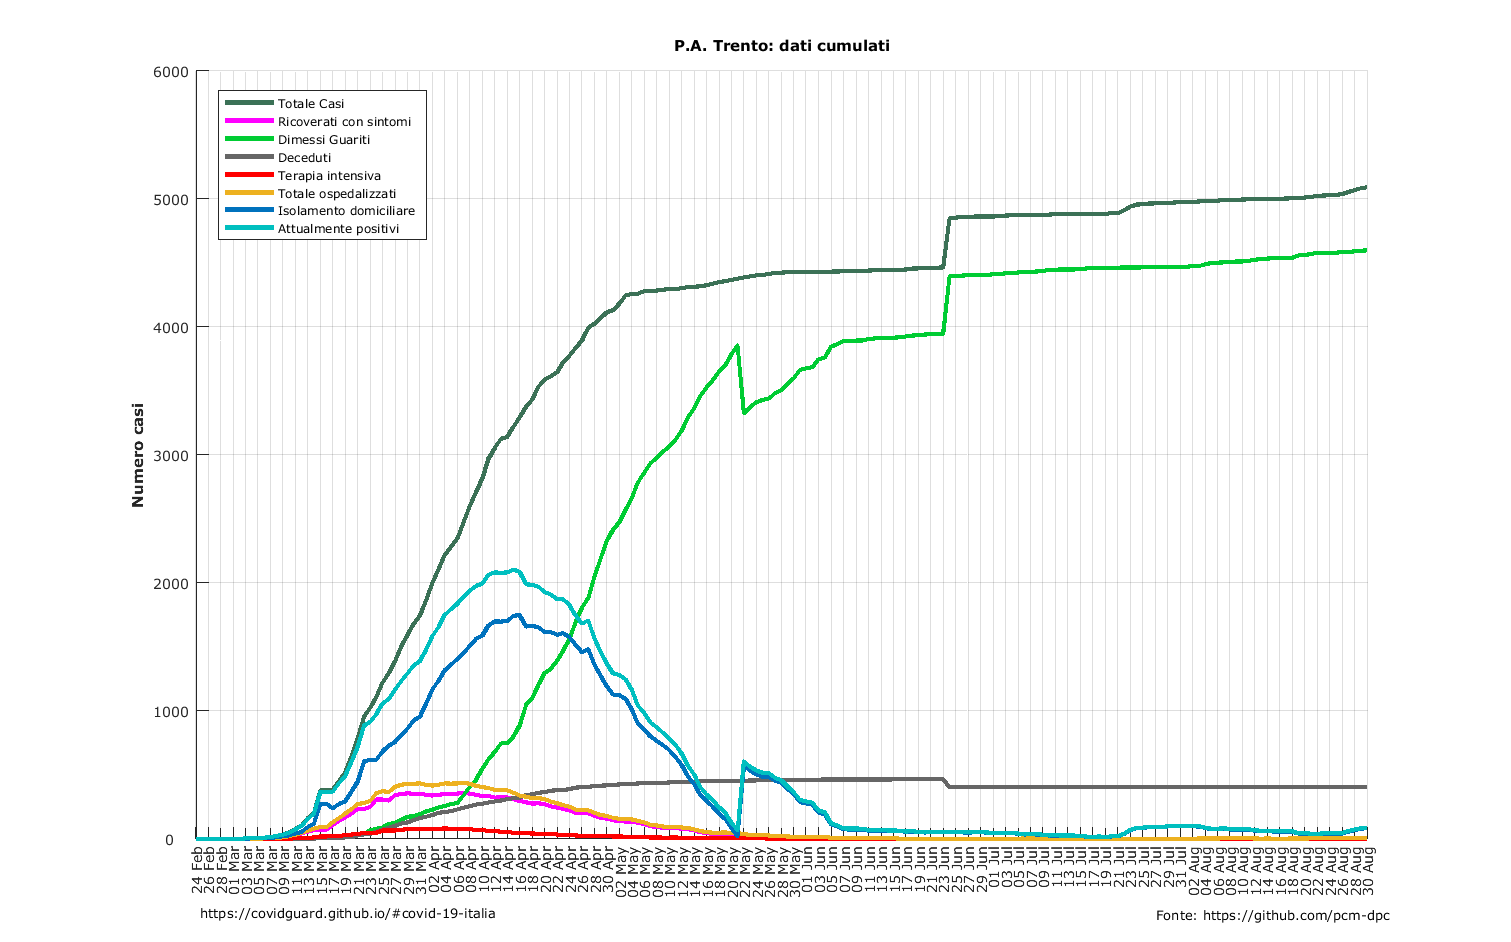 P.A. Trento: dati cumulati
6000
5000
4000
3000
2000
1000
0
Numero casi
Totale Casi
Ricoverati con sintomi
Dimessi Guariti
Deceduti
Terapia intensiva
Totale ospedalizzati
Isolamento domiciliare
Attualmente positivi
24 Feb
26 Feb
28 Feb
01 Mar
03 Mar
05 Mar
07 Mar
09 Mar
11 Mar
13 Mar
15 Mar
17 Mar
19 Mar
21 Mar
23 Mar
25 Mar
27 Mar
29 Mar
31 Mar
02 Apr
04 Apr
06 Apr
08 Apr
10 Apr
12 Apr
14 Apr
16 Apr
18 Apr
20 Apr
22 Apr
24 Apr
26 Apr
28 Apr
30 Apr
02 May
04 May
06 May
08 May
10 May
12 May
14 May
16 May
18 May
20 May
22 May
24 May
26 May
28 May
30 May
01 Jun
03 Jun
05 Jun
07 Jun
09 Jun
11 Jun
13 Jun
15 Jun
17 Jun
19 Jun
21 Jun
23 Jun
25 Jun
27 Jun
29 Jun
01 Jul
03 Jul
05 Jul
07 Jul
09 Jul
11 Jul
13 Jul
15 Jul
17 Jul
19 Jul
21 Jul
23 Jul
25 Jul
27 Jul
29 Jul
31 Jul
02 Aug
04 Aug
06 Aug
08 Aug
10 Aug
12 Aug
14 Aug
16 Aug
18 Aug
20 Aug
22 Aug
24 Aug
26 Aug
28 Aug
30 Aug
https://covidguard.github.io/#covid-19-italia
Fonte: https://github.com/pcm-dpc